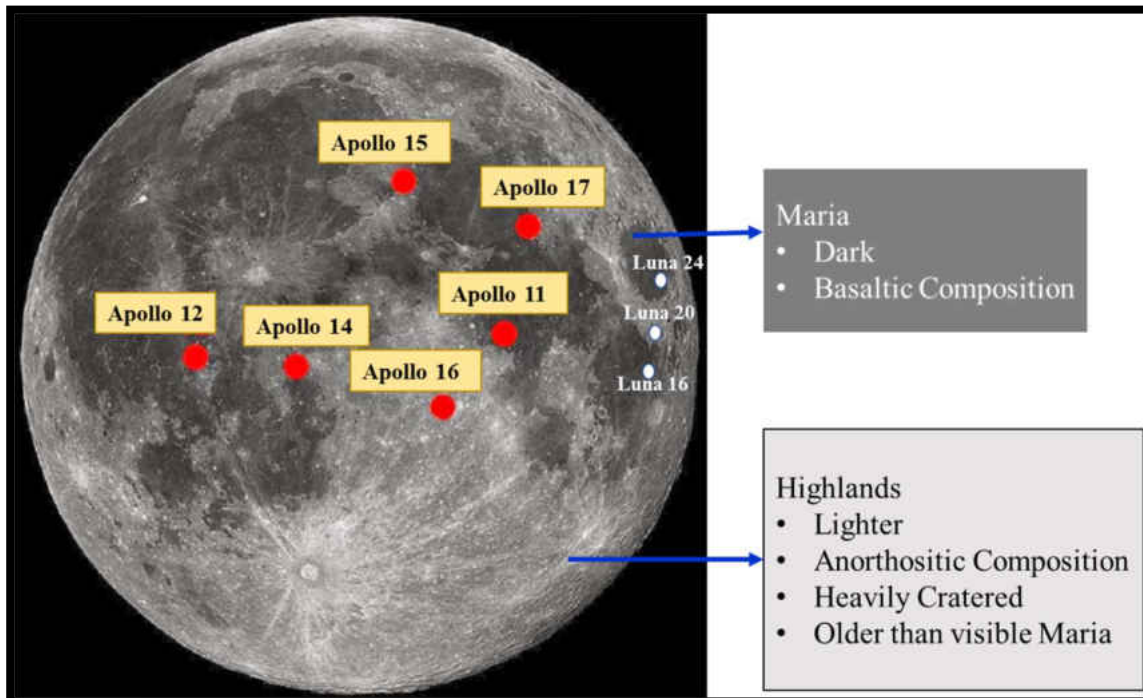 Apollo 15
Apollo 17
Luna 24
Apollo 11
Luna 20
Apollo 12
Apollo 14
Apollo 16
Luna 16
Maria
• Dark
• Basaltic Composition
Highlands
• Lighter
• Anorthositic Composition
• Heavily Cratered
• Older than visible Maria